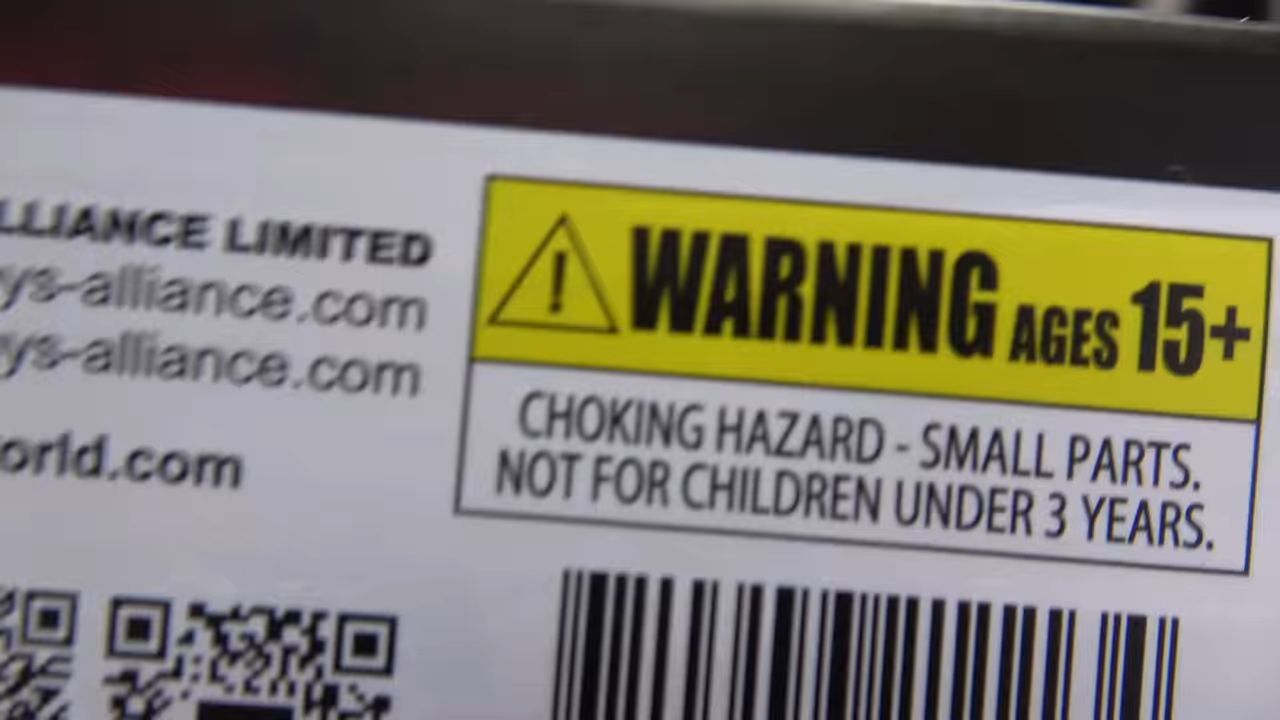 LLIANCE LIMITED
ys-alliance.com
ys-alliance.com
orld.com
WARNING AGES 15+
CHOKING HAZARD - SMALL PARTS.
NOT FOR CHILDREN UNDER 3 YEARS.